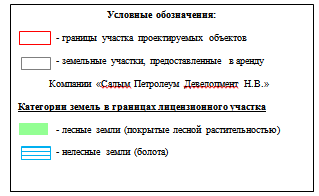 Условные обозначения:
- границы участка проектируемых объектов
- земельные участки, предоставленные в аренду
Компании «Салым Петролеум Девелопмент Н.В.»
Категории земель в границах лицензионного участка
- лесные земли (покрытые лесной растительностью)
- нелесные земли (болота)